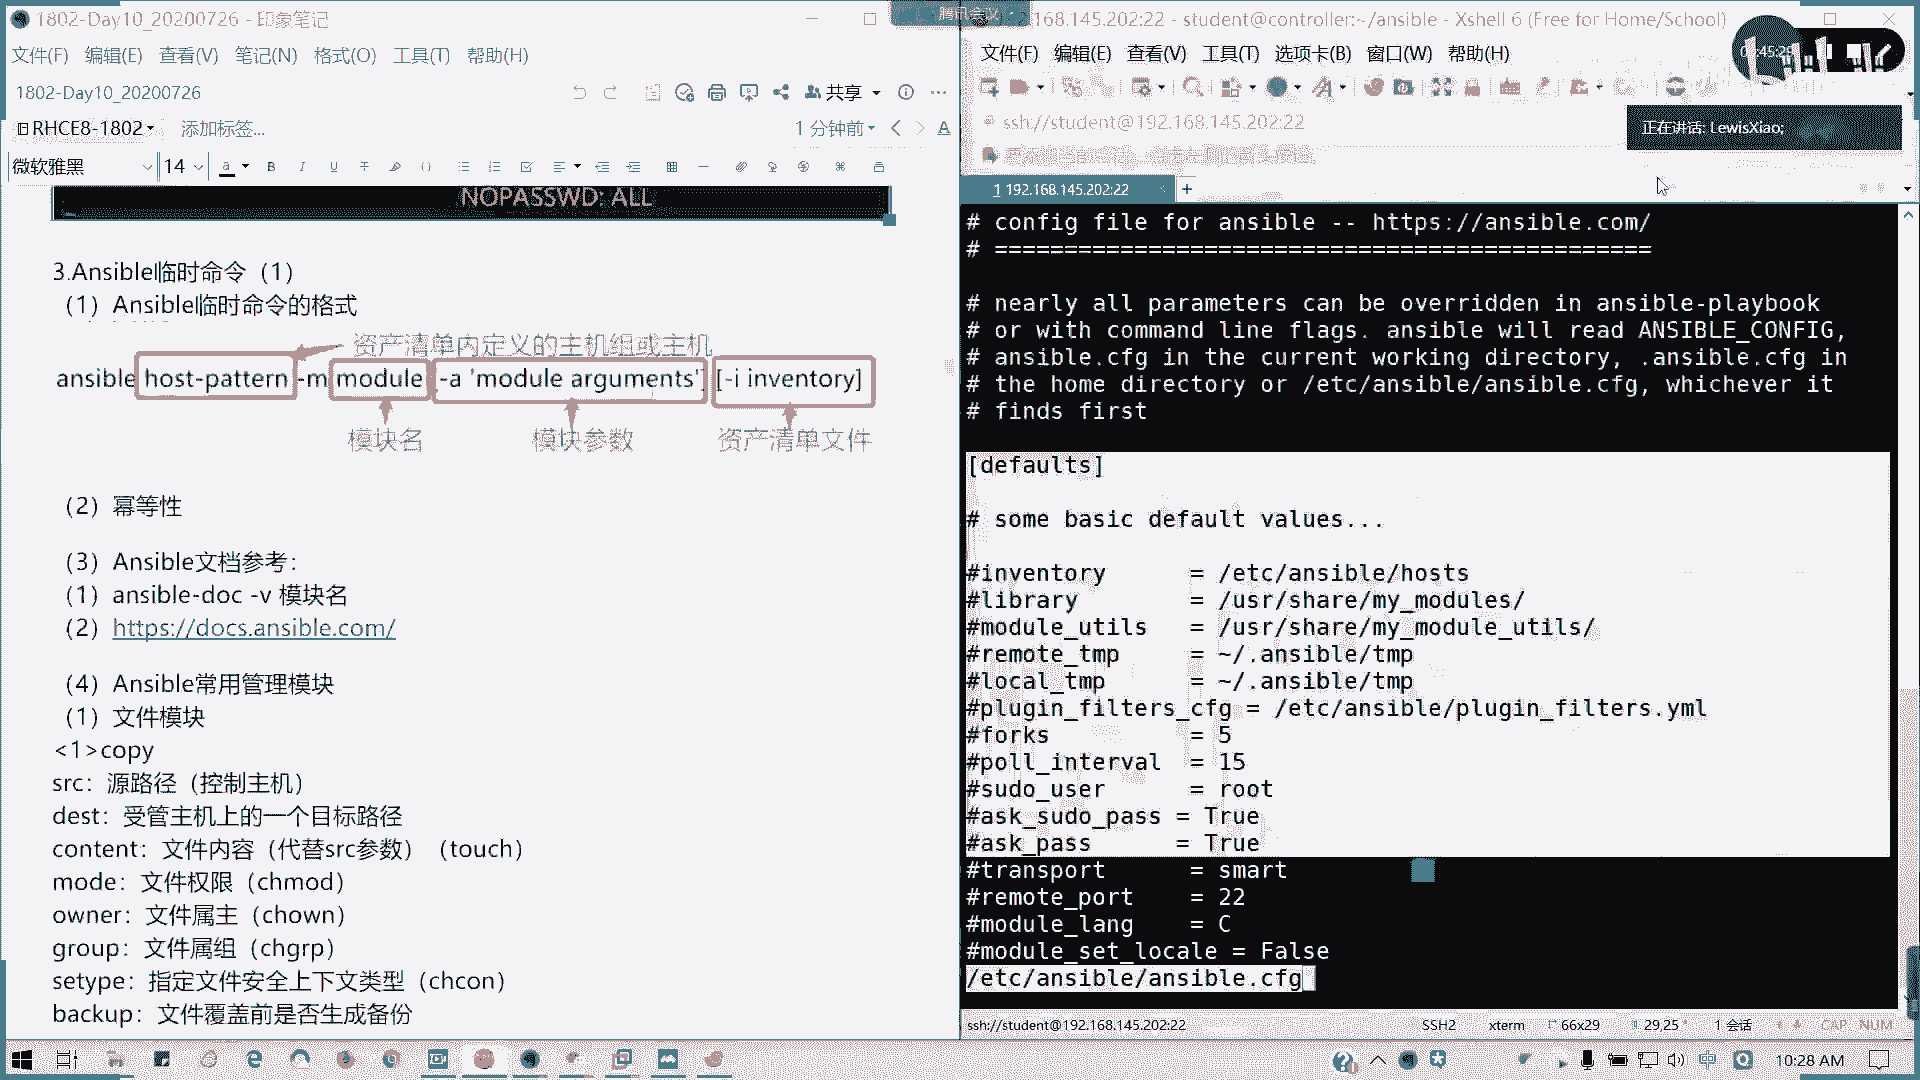 1802-Day10_20200726 - 印象笔记
文件(F) 编辑(E) 查看(V) 笔记(N) 格式(O) 工具(T) 帮助(H)
1802-Day10_20200726
共享
RHCE8-1802
添加标签...
1 分钟前
微软雅黑
14
NOPASSWD: ALL
3.Ansible临时命令（1）
（1）Ansible临时命令的格式
资产清单内定义的主机组或主机
ansible host-pattern -m module [-a 'module arguments'] [-i inventory]
模块名 模块参数 资产清单文件
（2）幂等性
（3）Ansible文档参考：
（1）ansible-doc -v 模块名
（2）https://docs.ansible.com/
（4）Ansible常用管理模块
（1）文件模块
<1>copy
src：源路径（控制主机）
dest：受管主机上的一个目标路径
content：文件内容（代替src参数）（touch）
mode：文件权限（chmod）
owner：文件属主（chown）
group：文件属组（chgrp）
setype：指定文件安全上下文类型（chcon）
backup：文件覆盖前是否生成备份
腾讯会议
.168.145.202:22 - student@controller:~/ansible - Xshell 6 (Free for Home/School)
文件(F) 编辑(E) 查看(V) 工具(T) 选项卡(B) 窗口(W) 帮助(H)
ssh://student@192.168.145.202:22
正在讲话: LewisXiao;
1 192.168.145.202:22
# config file for ansible -- https://ansible.com/
# ===============================================
# nearly all parameters can be overridden in ansible-playbook
# or with command line flags. ansible will read ANSIBLE_CONFIG,
# ansible.cfg in the current working directory, .ansible.cfg in
# the home directory or /etc/ansible/ansible.cfg, whichever it
# finds first
[defaults]
# some basic default values...
#inventory = /etc/ansible/hosts
#library = /usr/share/my_modules/
#module_utils = /usr/share/my_module_utils/
#remote_tmp = ~/.ansible/tmp
#local_tmp = ~/.ansible/tmp
#plugin_filters_cfg = /etc/ansible/plugin_filters.yml
#forks = 5
#poll_interval = 15
#sudo_user = root
#ask_sudo_pass = True
#ask_pass = True
#transport = smart
#remote_port = 22
#module_lang = C
#module_set_locale = False
/etc/ansible/ansible.cfg
ssh://student@192.168.145.202:22 SSH2 xterm 66x29 29,25 1 会话 CAP NUM
中
10:28 AM